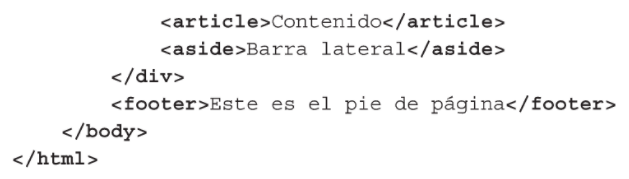 <article>Contenido</article>
<aside>Barra lateral</aside>
</div>
<footer>Este es el pie de página</footer>
</body>
</html>